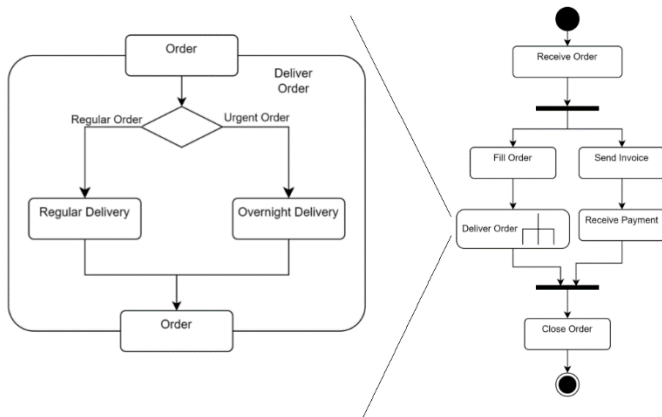 Order
Deliver
Order
Regular Order
Urgent Order
Regular Delivery
Overnight Delivery
Order
Receive Order
Fill Order
Send Invoice
Deliver Order
Receive Payment
Close Order